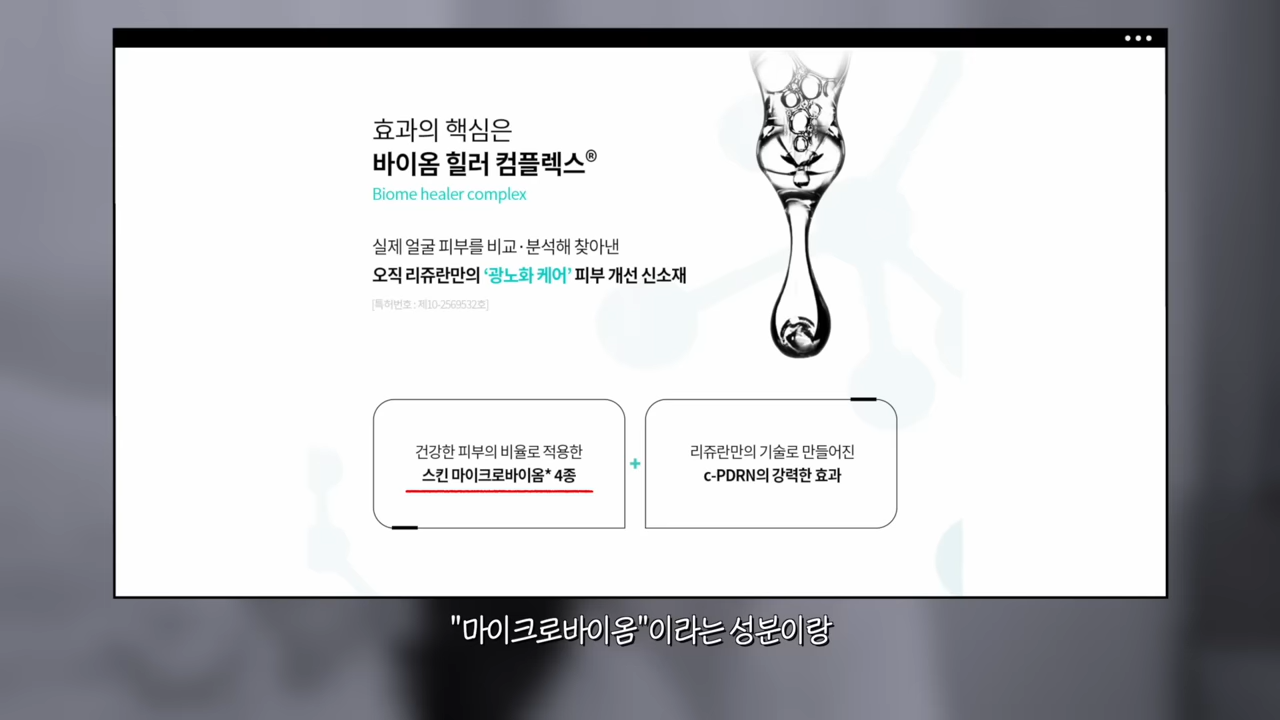 효과의 핵심은
바이옴 힐러 컴플렉스®
Biome healer complex
실제 얼굴 피부를 비교·분석해 찾아낸
오직 리쥬란만의 ‘광노화 케어’ 피부 개선 신소재
[특허번호 : 제10-2569532호]
건강한 피부의 비율로 적용한
스킨 마이크로바이옴* 4종
+
리쥬란만의 기술로 만들어진
c-PDRN의 강력한 효과
"마이크로바이옴"이라는 성분이랑